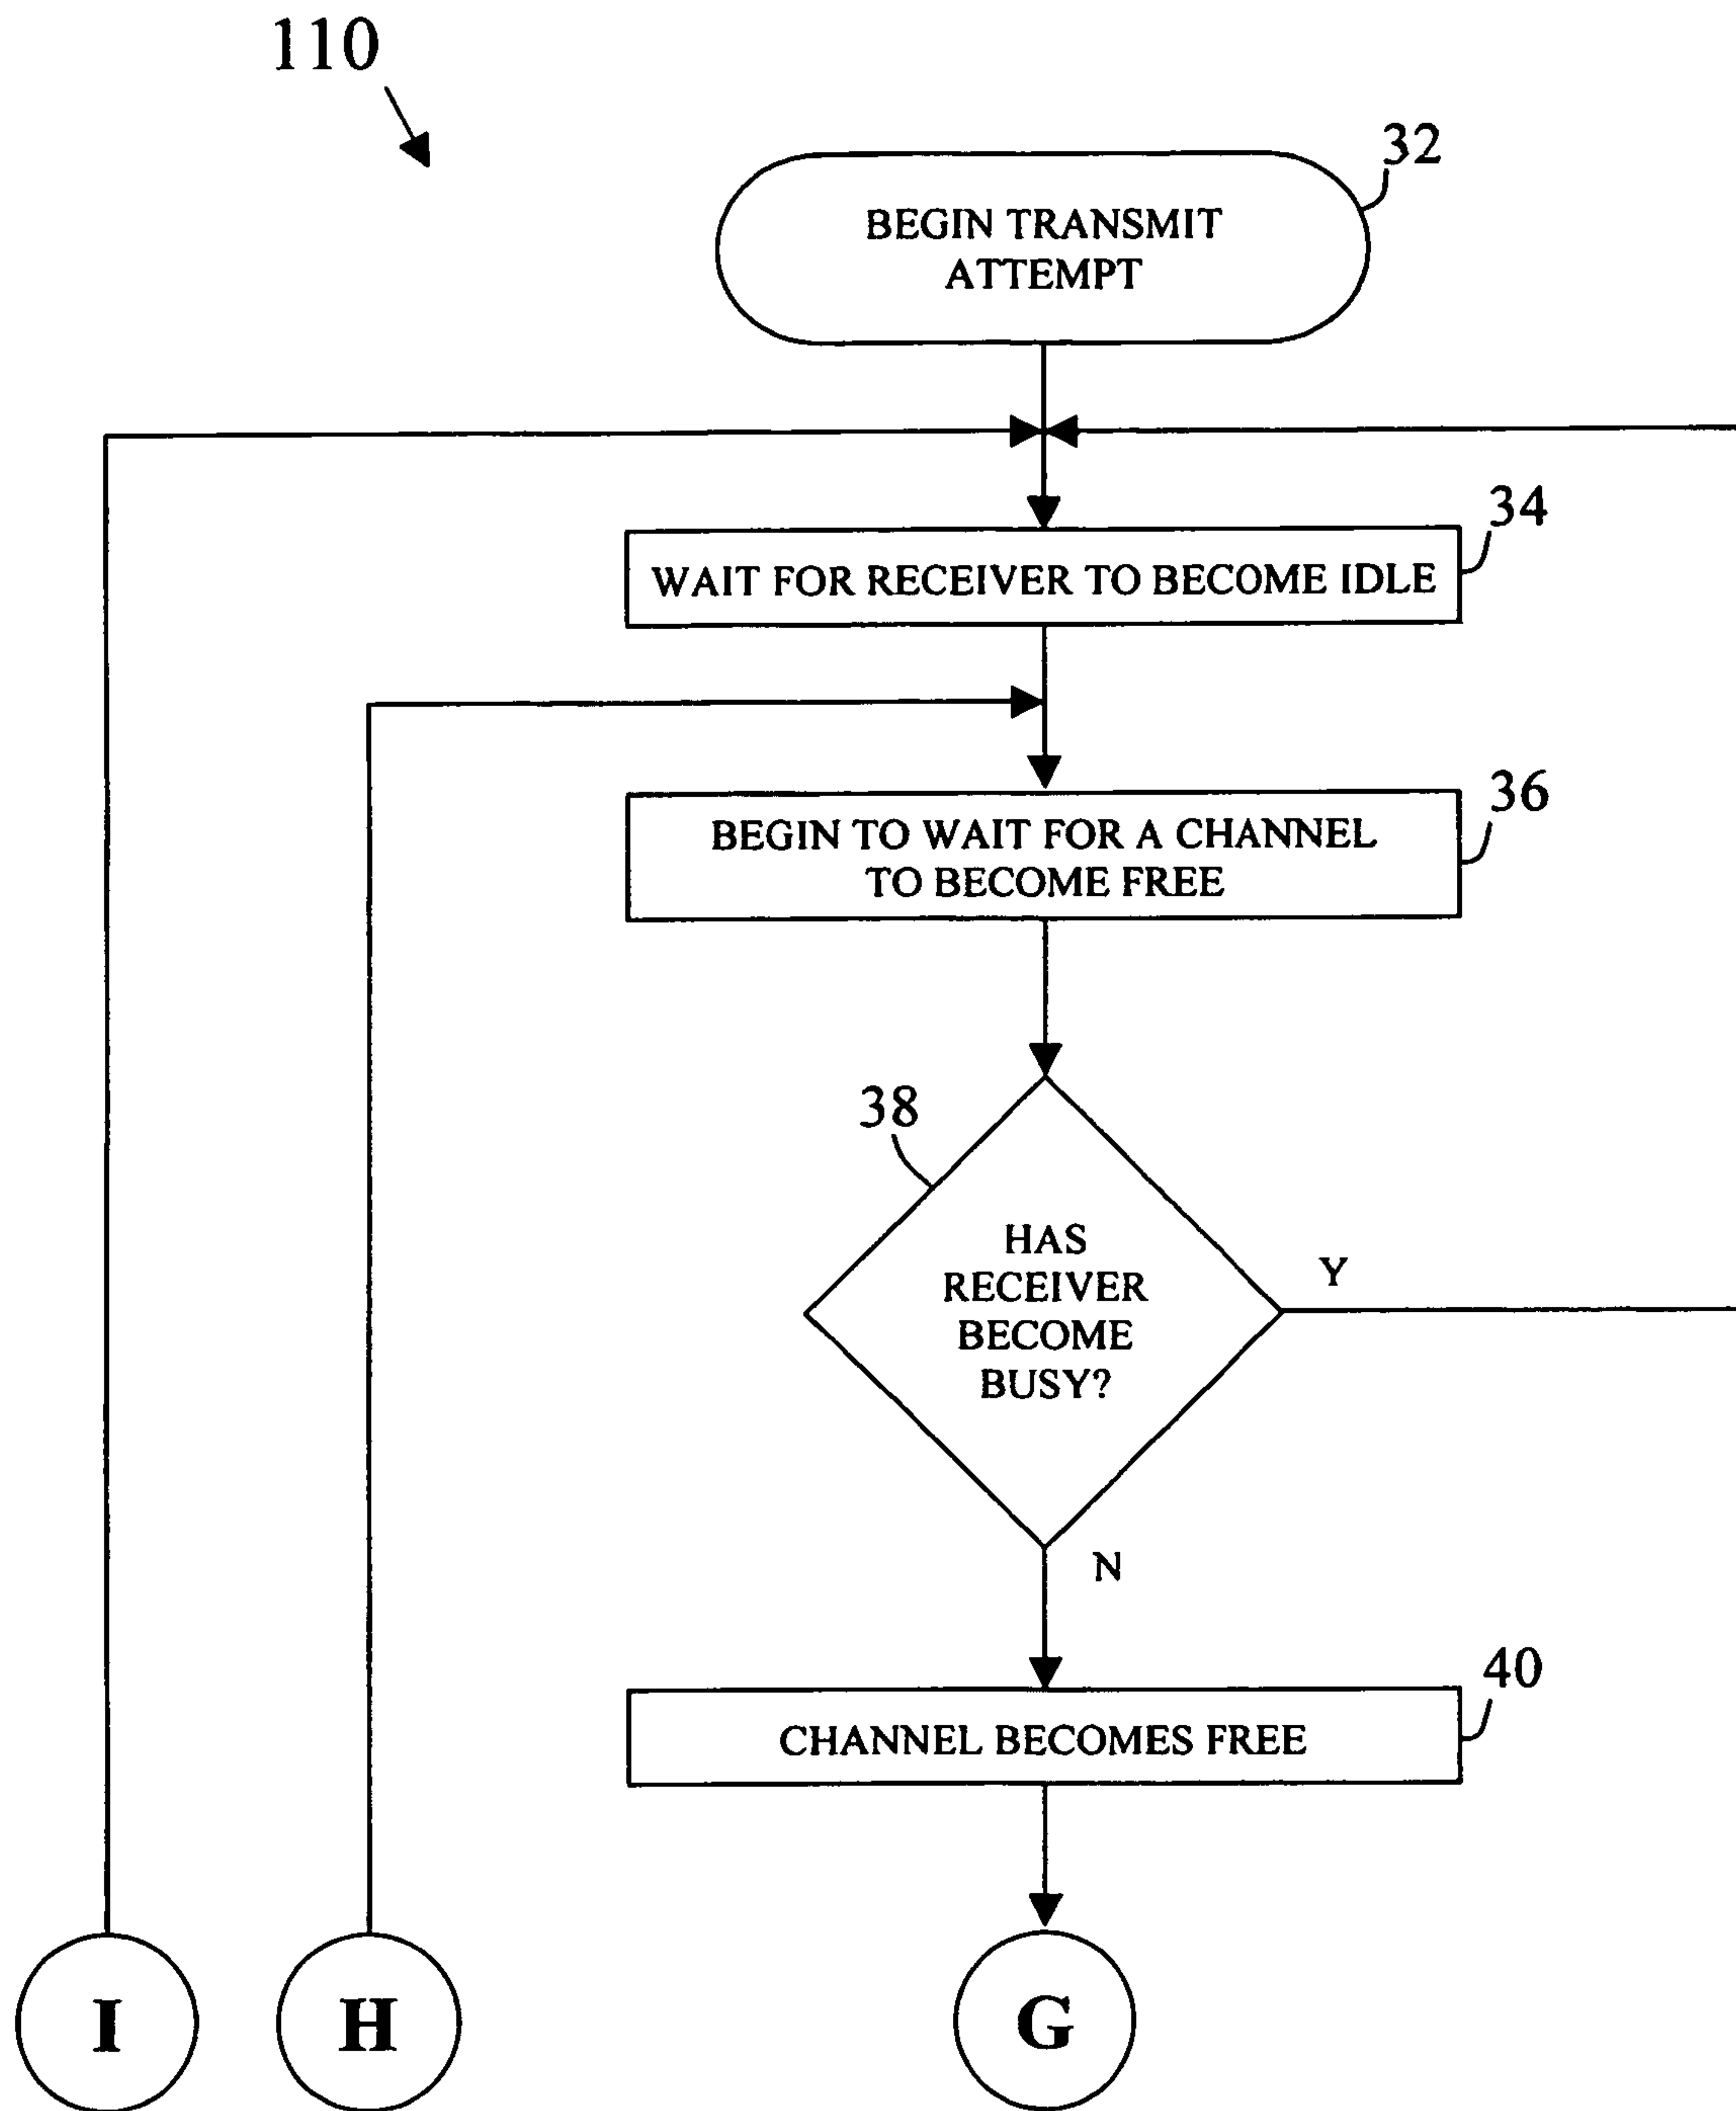 110
32
BEGIN TRANSMIT
ATTEMPT
34
WAIT FOR RECEIVER TO BECOME IDLE
36
BEGIN TO WAIT FOR A CHANNEL
TO BECOME FREE
38
HAS
RECEIVER
BECOME
BUSY?
Y
N
40
CHANNEL BECOMES FREE
I
H
G